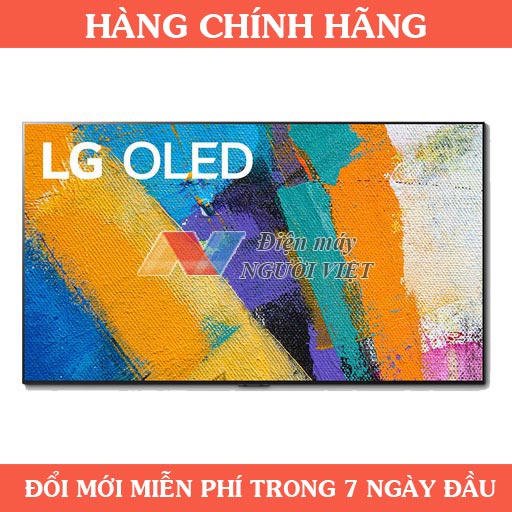 HÀNG CHÍNH HÃNG
LG OLED
Điện máy
NGƯỜI VIỆT
ĐỔI MỚI MIỄN PHÍ TRONG 7 NGÀY ĐẦU